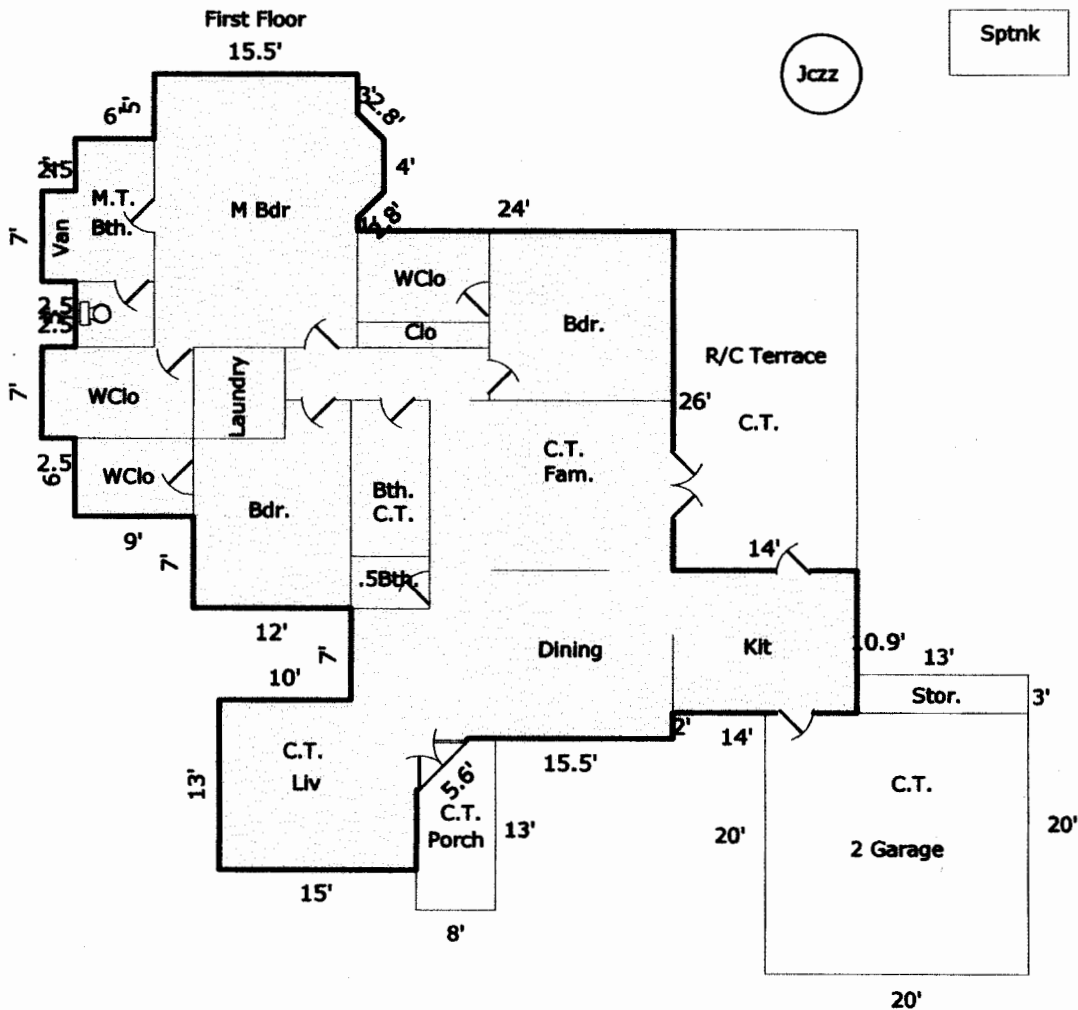 First Floor
15.5'
Jczz
Sptnk
3'
2.8'
6'
5'
4'
M.T.
Bth.
M Bdr
24'
7'
Van
WClo
Clo
Bdr.
2.5
2.5
R/C Terrace
C.T.
7'
WClo
Laundry
26'
C.T.
Fam.
2.5
6'
WClo
Bdr.
Bth.
C.T.
9'
7'
14'
.5Bth.
12'
7'
Dining
Kit
10.9'
13'
10'
Stor.
3'
2'
14'
C.T.
Liv
13'
15.5'
5.6'
C.T.
Porch
13'
20'
C.T.
2 Garage
20'
15'
8'
20'